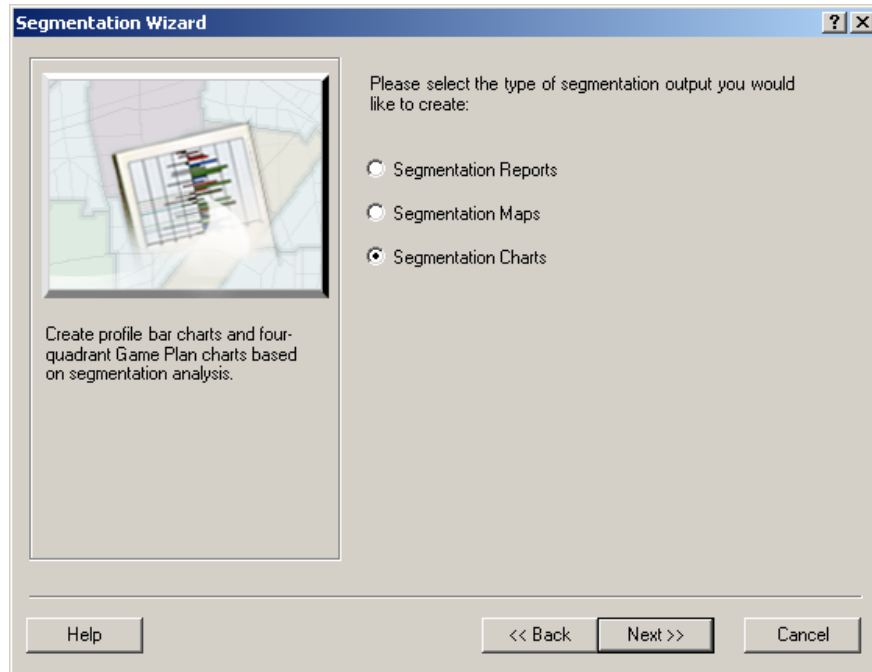 Segmentation Wizard
Please select the type of segmentation output you would
like to create:
Segmentation Reports
Segmentation Maps
Segmentation Charts
Create profile bar charts and four-
quadrant Game Plan charts based
on segmentation analysis.
Help
<< Back
Next >>
Cancel